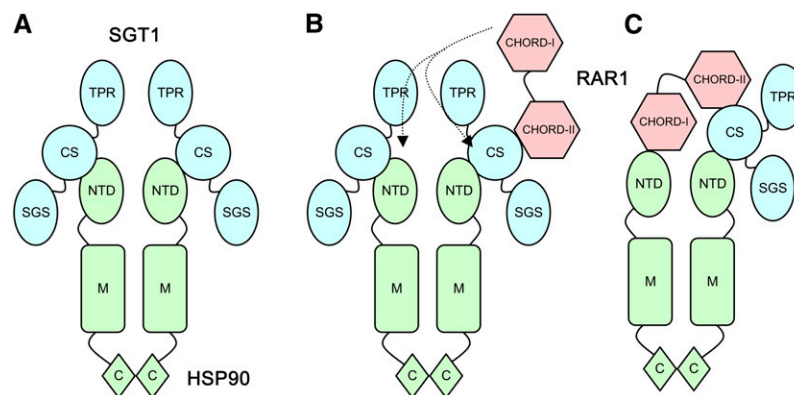 A
SGT1
TPR
TPR
CS
CS
NTD
NTD
SGS
SGS
M
M
C
C
HSP90
B
CHORD-I
RAR1
TPR
TPR
CHORD-II
CS
CS
NTD
NTD
SGS
SGS
M
M
C
C
C
CHORD-II
TPR
CHORD-I
CS
NTD
NTD
SGS
M
M
C
C